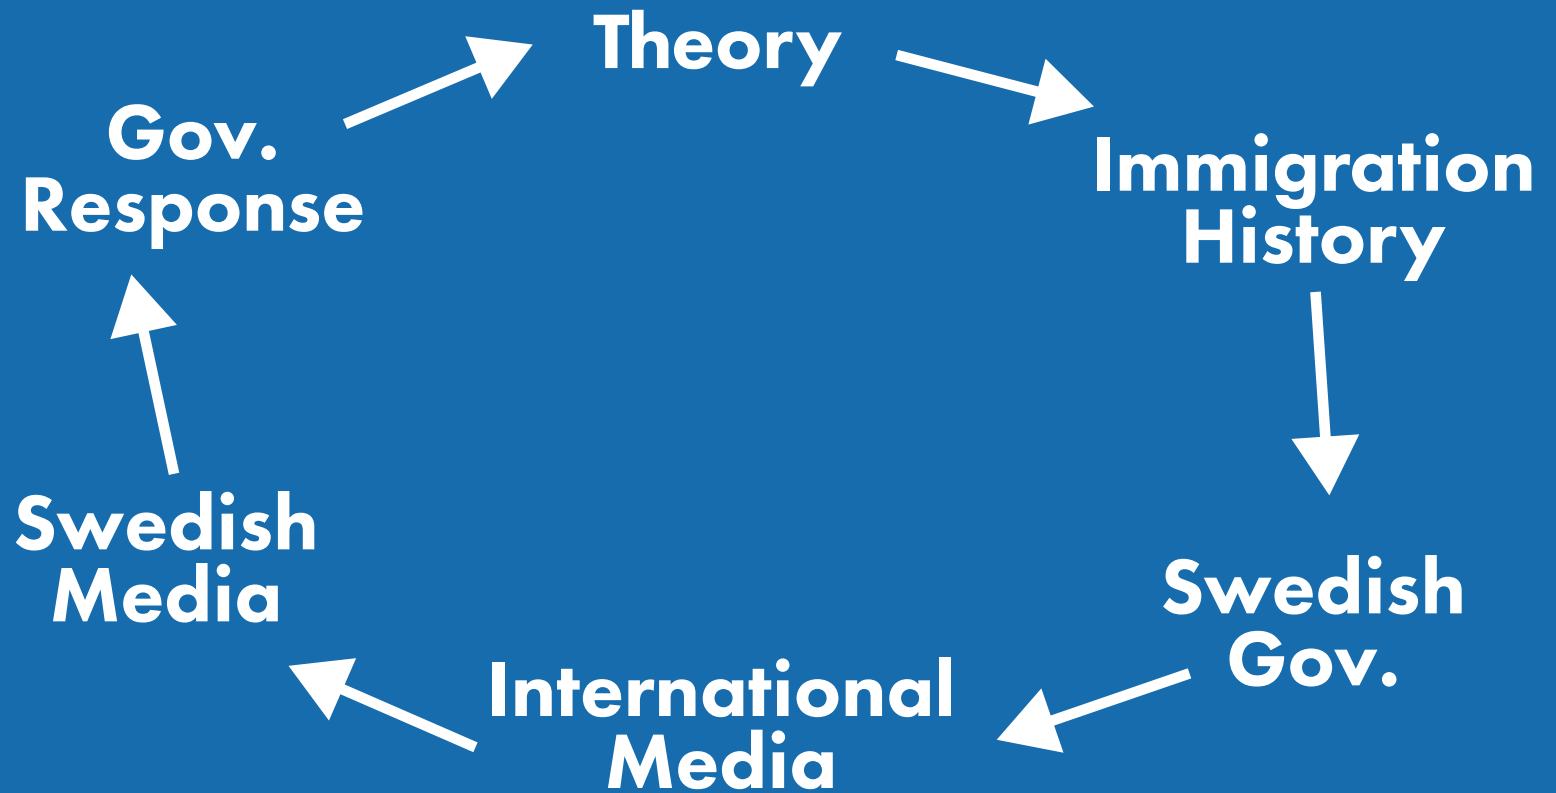 Theory
Immigration
History
Swedish
Gov.
International
Media
Swedish
Media
Gov.
Response